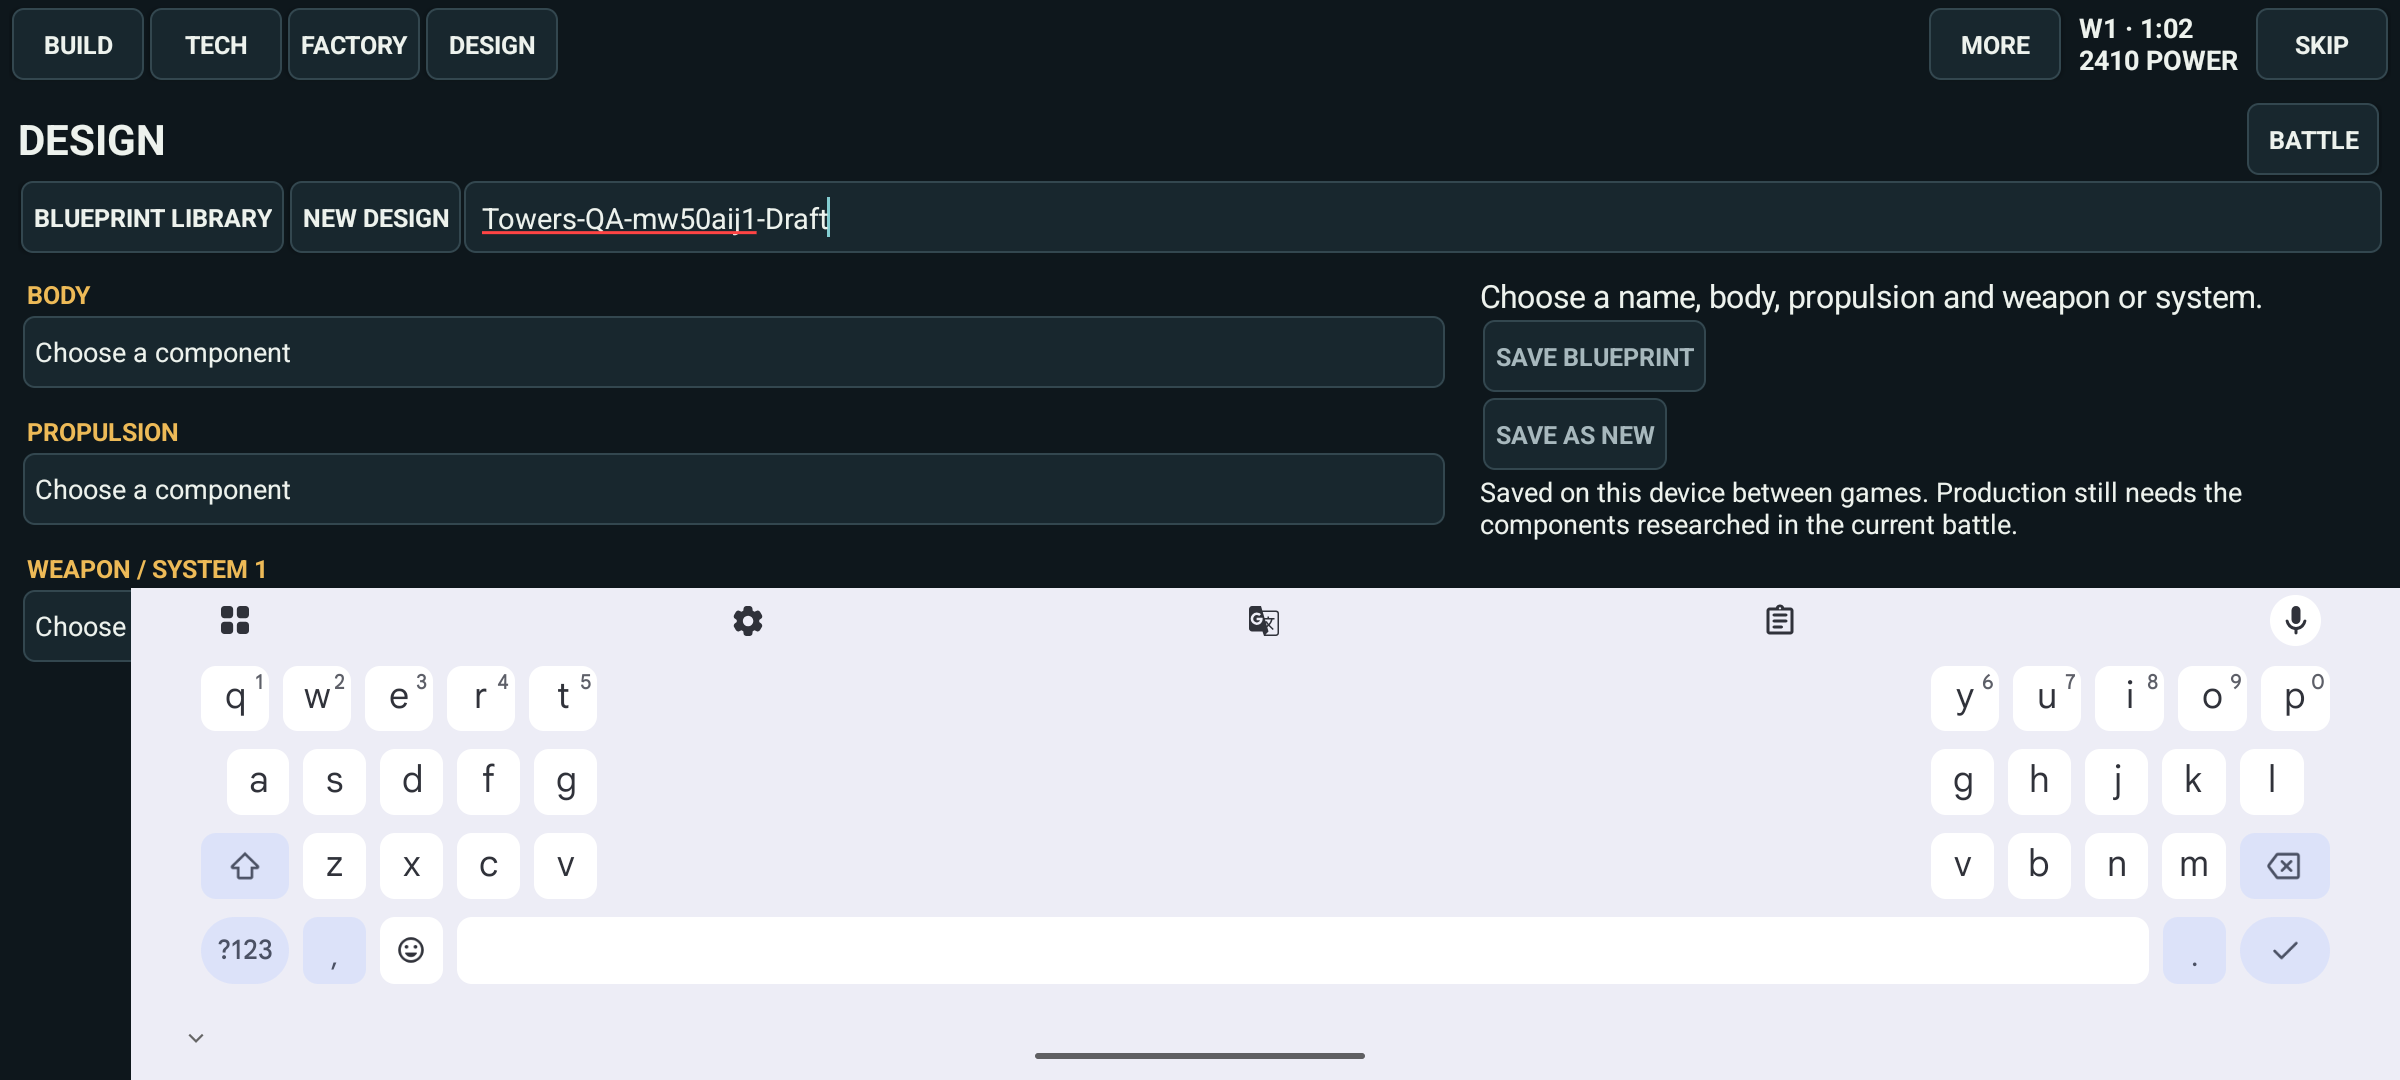 BUILD TECH FACTORY DESIGN MORE W1 · 1:02 SKIP
2410 POWER
DESIGN
BATTLE
BLUEPRINT LIBRARY NEW DESIGN Towers-QA-mw50aij1-Draft
BODY
Choose a component
PROPULSION
Choose a component
WEAPON / SYSTEM 1
Choose
Choose a name, body, propulsion and weapon or system.
SAVE BLUEPRINT
SAVE AS NEW
Saved on this device between games. Production still needs the
components researched in the current battle.
q 1 w 2 e 3 r 4 t 5 y 6 u 7 i 8 o 9 p 0
a s d f g g h j k l
z x c v v b n m
?123 , .